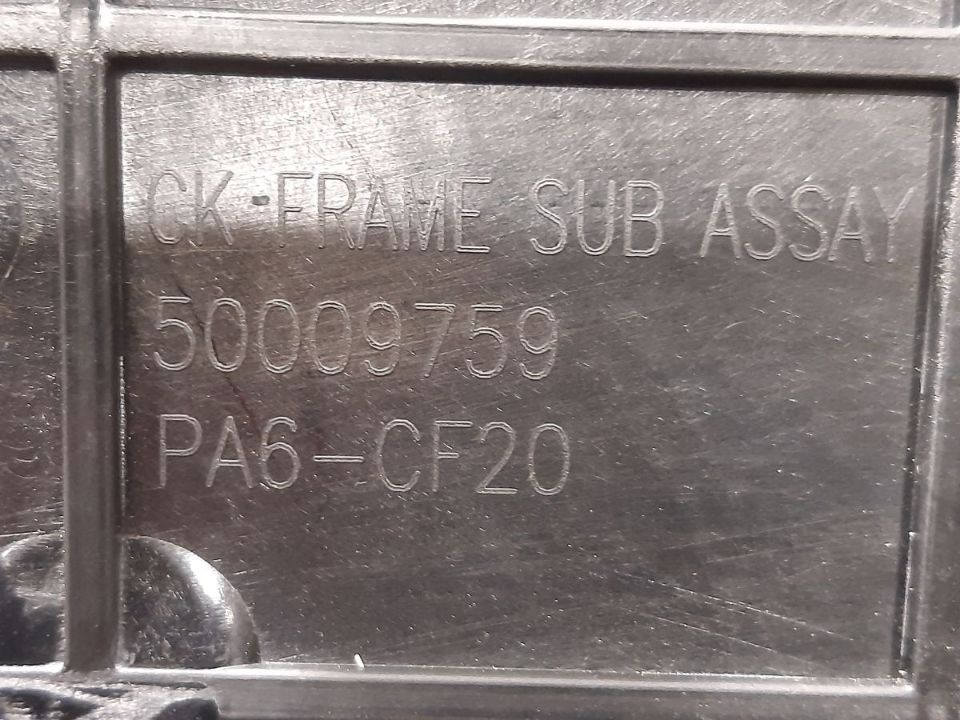 CK-FRAME SUB ASSAY
50009759
PA6-CF20